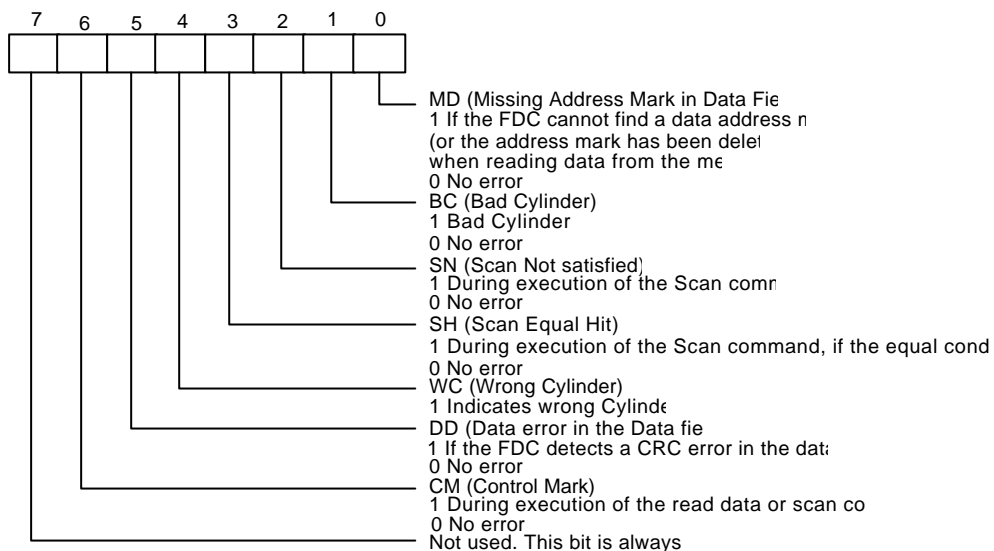 7 6 5 4 3 2 1 0
MD (Missing Address Mark in Data Fie
1 If the FDC cannot find a data address
(or the address mark has been delet
when reading data from the me
0 No error
BC (Bad Cylinder)
1 Bad Cylinder
0 No error
SN (Scan Not satisfied)
1 During execution of the Scan comm
0 No error
SH (Scan Equal Hit)
1 During execution of the Scan command, if the equal cond
0 No error
WC (Wrong Cylinder)
1 Indicates wrong Cylinde
DD (Data error in the Data fie
1 If the FDC detects a CRC error in the data
0 No error
CM (Control Mark)
1 During execution of the read data or scan co
0 No error
Not used. This bit is always